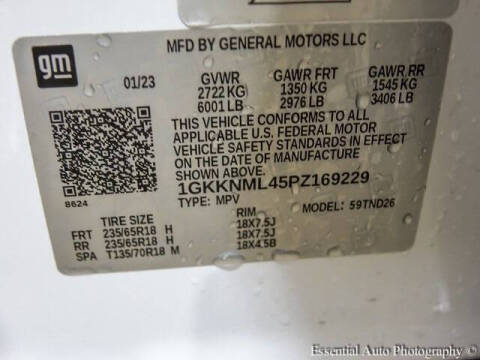 gm
MFD BY GENERAL MOTORS LLC
01/23 GVWR GAWR FRT GAWR RR
2722 KG 1350 KG 1545 KG
6001 LB 2976 LB 3406 LB
THIS VEHICLE CONFORMS TO ALL
APPLICABLE U.S. FEDERAL MOTOR
VEHICLE SAFETY STANDARDS IN EFFECT
ON THE DATE OF MANUFACTURE
SHOWN ABOVE.
8624 1GKKNML45PZ169229
TYPE: MPV MODEL: 59TND26
TIRE SIZE RIM
FRT 235/65R18 H 18X7.5J
RR 235/65R18 H 18X7.5J
SPA T135/70R18 M 18X4.5B
Essential Auto Photography ©